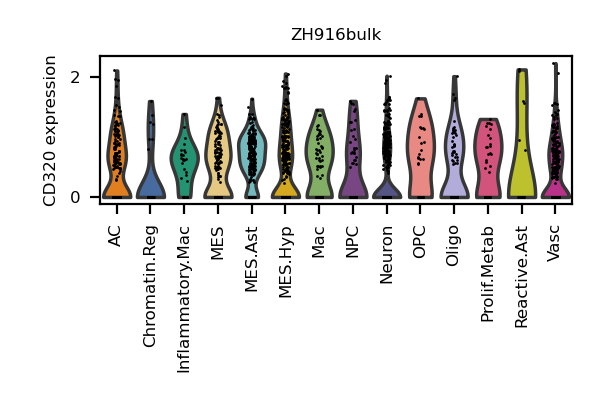 ZH916bulk
CD320 expression
2
0
AC
Chromatin.Reg
Inflammatory.Mac
MES
MES.Ast
MES.Hyp
Mac
NPC
Neuron
OPC
Oligo
Prolif.Metab
Reactive.Ast
Vasc